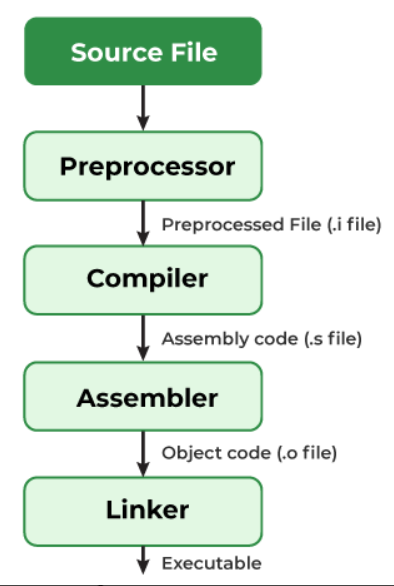 Source File
Preprocessor
Preprocessed File (.i file)
Compiler
Assembly code (.s file)
Assembler
Object code (.o file)
Linker
Executable